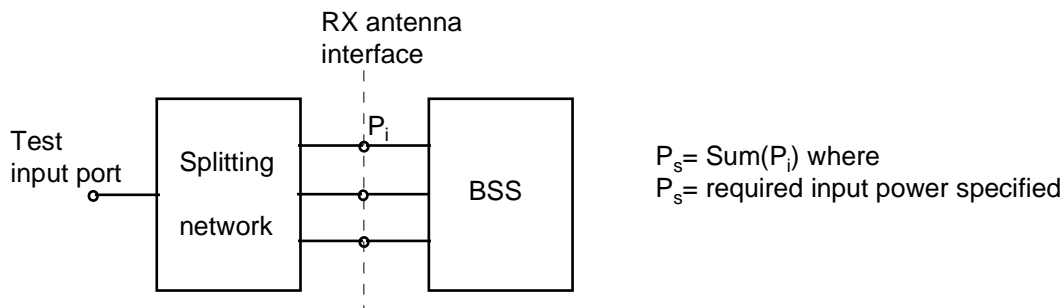 RX antenna
interface
P_i
Test
input port
Splitting
network
BSS
P_s= Sum(P_i) where
P_s= required input power specified